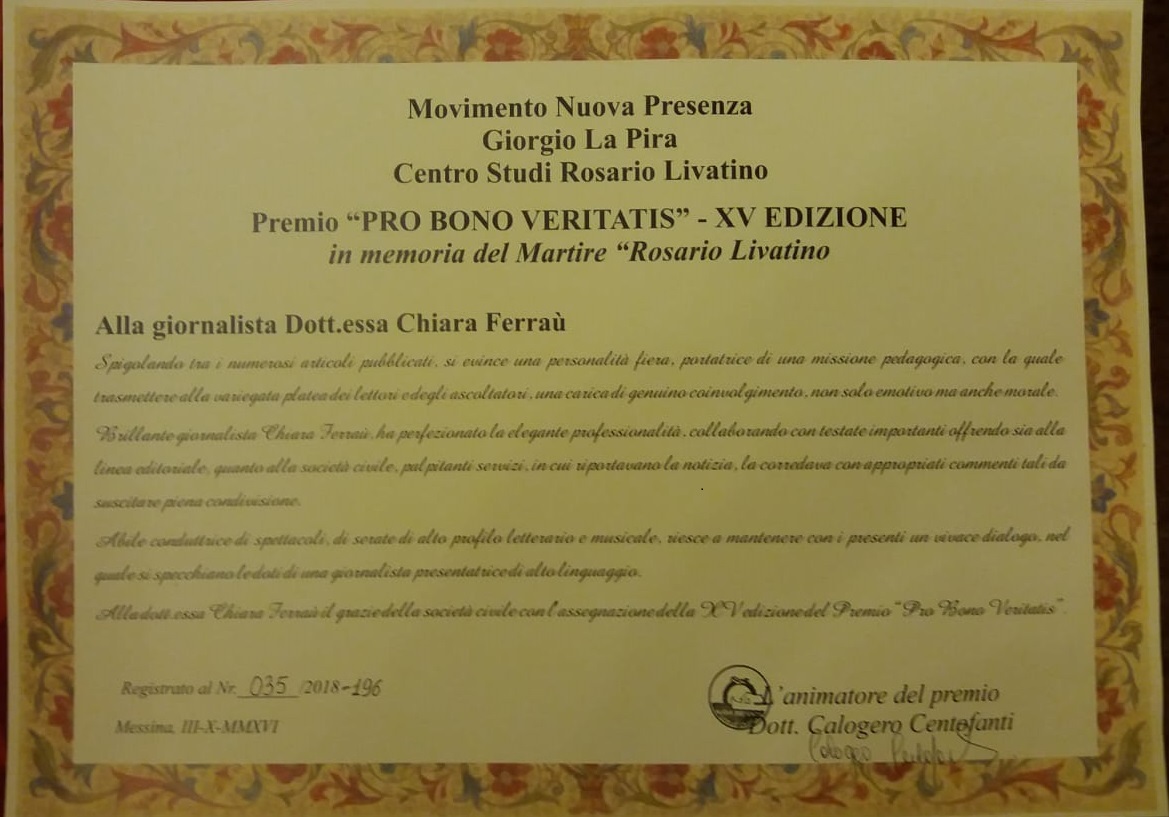 Movimento Nuova Presenza
Giorgio La Pira
Centro Studi Rosario Livatino
Premio “PRO BONO VERITATIS” - XV EDIZIONE
in memoria del Martire “Rosario Livatino
Alla giornalista Dott.essa Chiara Ferraù
Spigolando tra i numerosi articoli pubblicati, si evince una personalità fiera, portatrice di una missione pedagogica, con la quale
trasmettere alla variegata platea dei lettori e degli ascoltatori, una carica di genuino coinvolgimento, non solo emotivo ma anche morale.
Brillante giornalista Chiara Ferraù, ha perfezionato la elegante professionalità, collaborando con testate importanti offrendo sia alla
linea editoriale, quanto alla società civile, palpitanti servizi, in cui riportavano la notizia, la corredava con appropriati commenti tali da
suscitare piena condivisione.
Abile conduttrice di spettacoli, di serate di alto profilo letterario e musicale, riesce a mantenere con i presenti un vivace dialogo, nel
quale si specchiano le doti di una giornalista presentatrice di alto linguaggio.
Alla dott.essa Chiara Ferraù il grazie della società civile con l'assegnazione della XV edizione del Premio “Pro Bono Veritatis”.
Registrato al Nr. 035 /2018-196
Messina, III-X-MMXVI
L'animatore del premio
Dott. Calogero Centofanti
Calogero